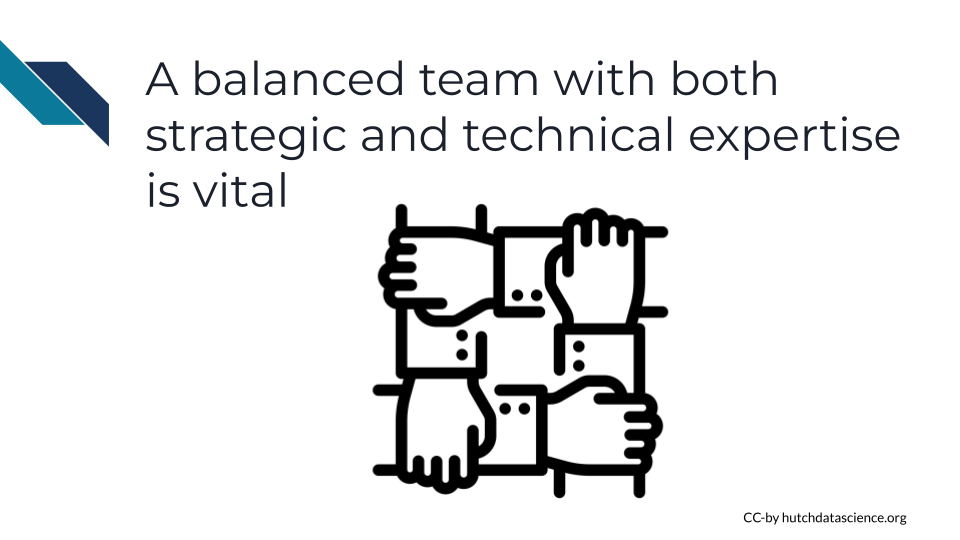 A balanced team with both
strategic and technical expertise
is vital
CC-by hutchdatascience.org